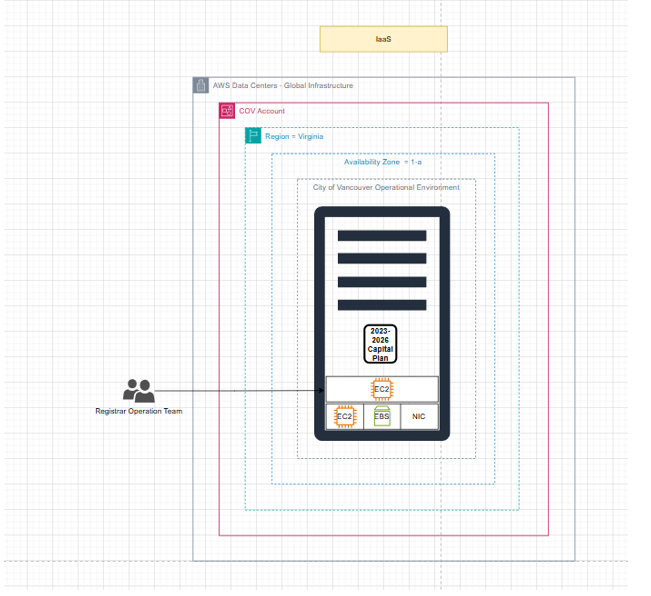 IaaS
AWS Data Centers - Global Infrastructure
COV Account
Region = Virginia
Availability Zone = 1-a
City of Vancouver Operational Environment
2023-
2026
Capital
Plan
EC2
EC2
EBS
NIC
Registrar Operation Team